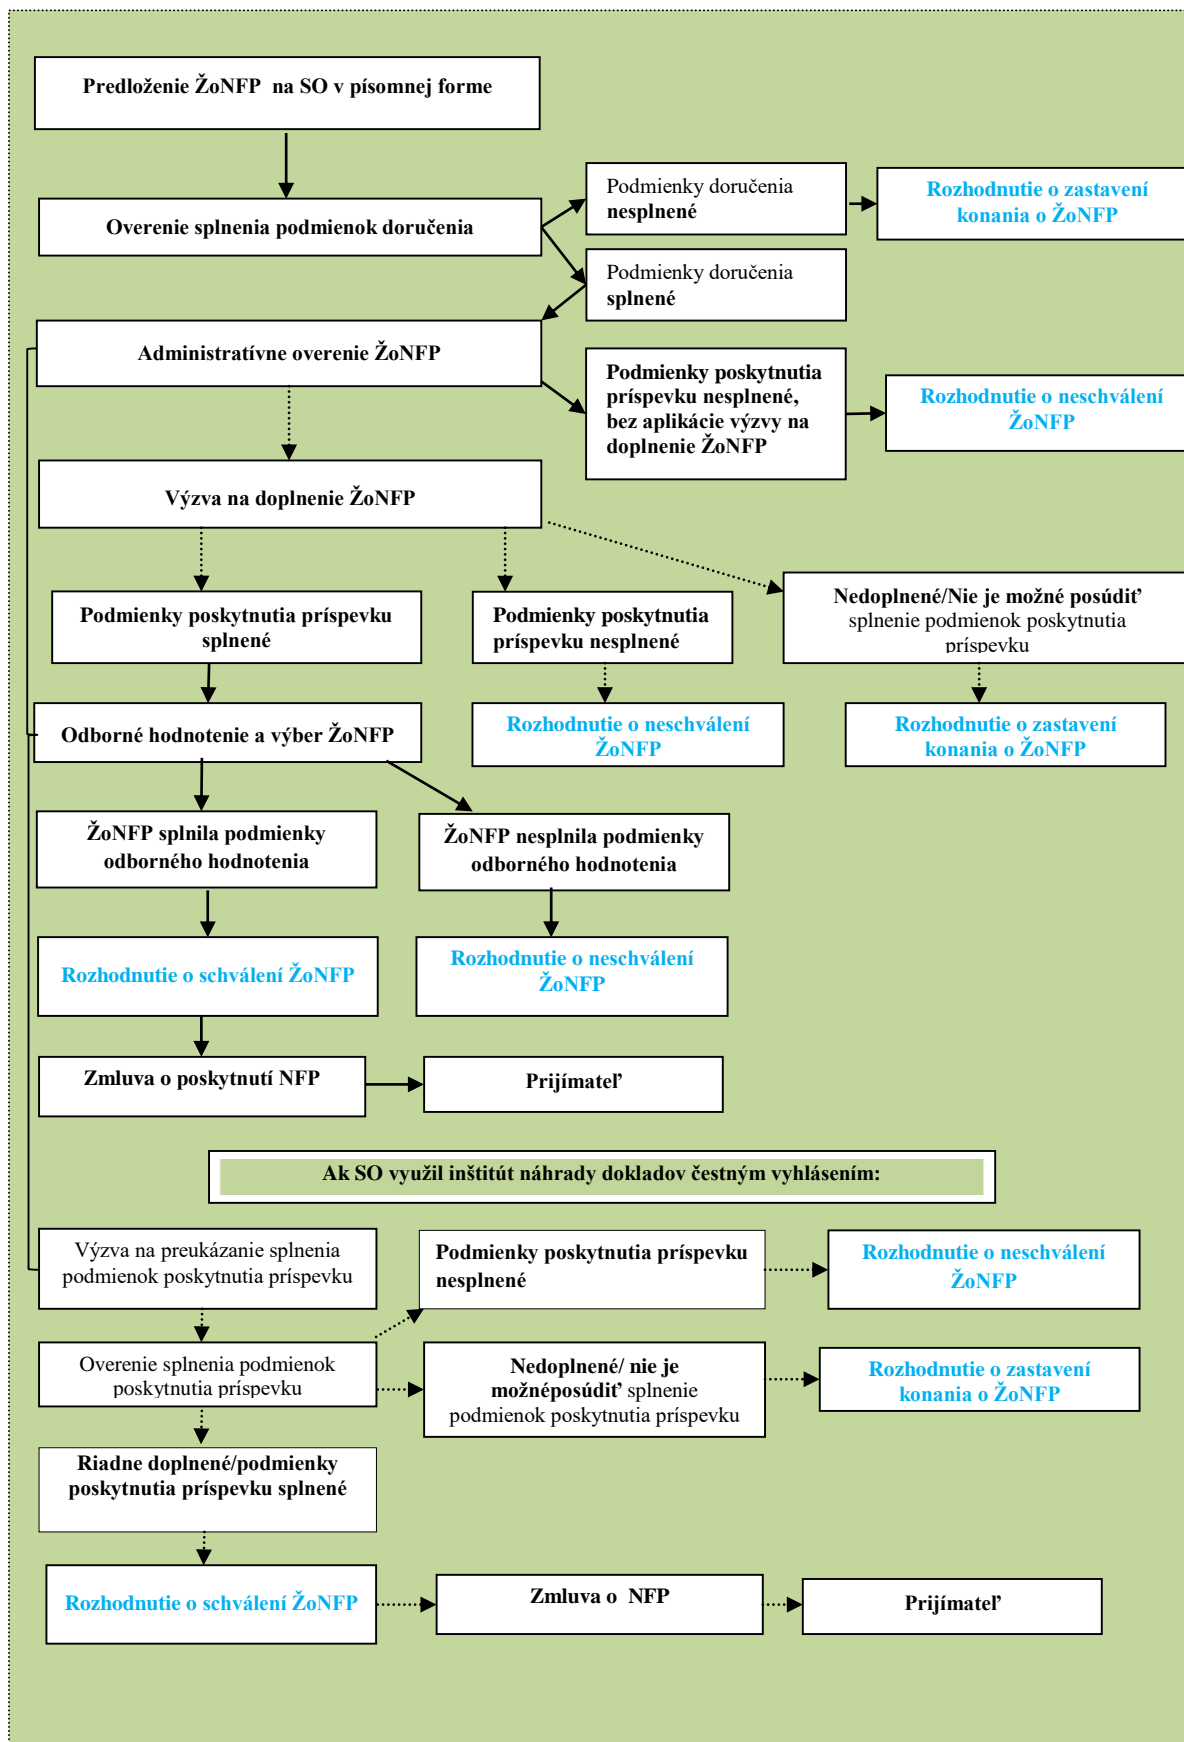 Predloženie ŽoNFP na SO v písomnej forme
Overenie splnenia podmienok doručenia
Podmienky doručenia
nesplnené
Rozhodnutie o zastavení
konania o ŽoNFP
Podmienky doručenia
splnené
Administratívne overenie ŽoNFP
Podmienky poskytnutia
príspevku nesplnené,
bez aplikácie výzvy na
doplnenie ŽoNFP
Rozhodnutie o neschválení
ŽoNFP
Výzva na doplnenie ŽoNFP
Podmienky poskytnutia príspevku
splnené
Podmienky poskytnutia
príspevku nesplnené
Nedoplnené/Nie je možné posúdiť
splnenie podmienok poskytnutia
príspevku
Odborné hodnotenie a výber ŽoNFP
Rozhodnutie o neschválení
ŽoNFP
Rozhodnutie o zastavení
konania o ŽoNFP
ŽoNFP splnila podmienky
odborného hodnotenia
ŽoNFP nesplnila podmienky
odborného hodnotenia
Rozhodnutie o schválení ŽoNFP
Rozhodnutie o neschválení
ŽoNFP
Zmluva o poskytnutí NFP
Prijímateľ
Ak SO využil inštitút náhrady dokladov čestným vyhlásením:
Výzva na preukázanie splnenia
podmienok poskytnutia príspevku
Podmienky poskytnutia príspevku
nesplnené
Rozhodnutie o neschválení
ŽoNFP
Overenie splnenia podmienok
poskytnutia príspevku
Nedoplnené/ nie je
možnéposúdiť splnenie
podmienok poskytnutia príspevku
Rozhodnutie o zastavení
konania o ŽoNFP
Riadne doplnené/podmienky
poskytnutia príspevku splnené
Rozhodnutie o schválení ŽoNFP
Zmluva o NFP
Prijímateľ